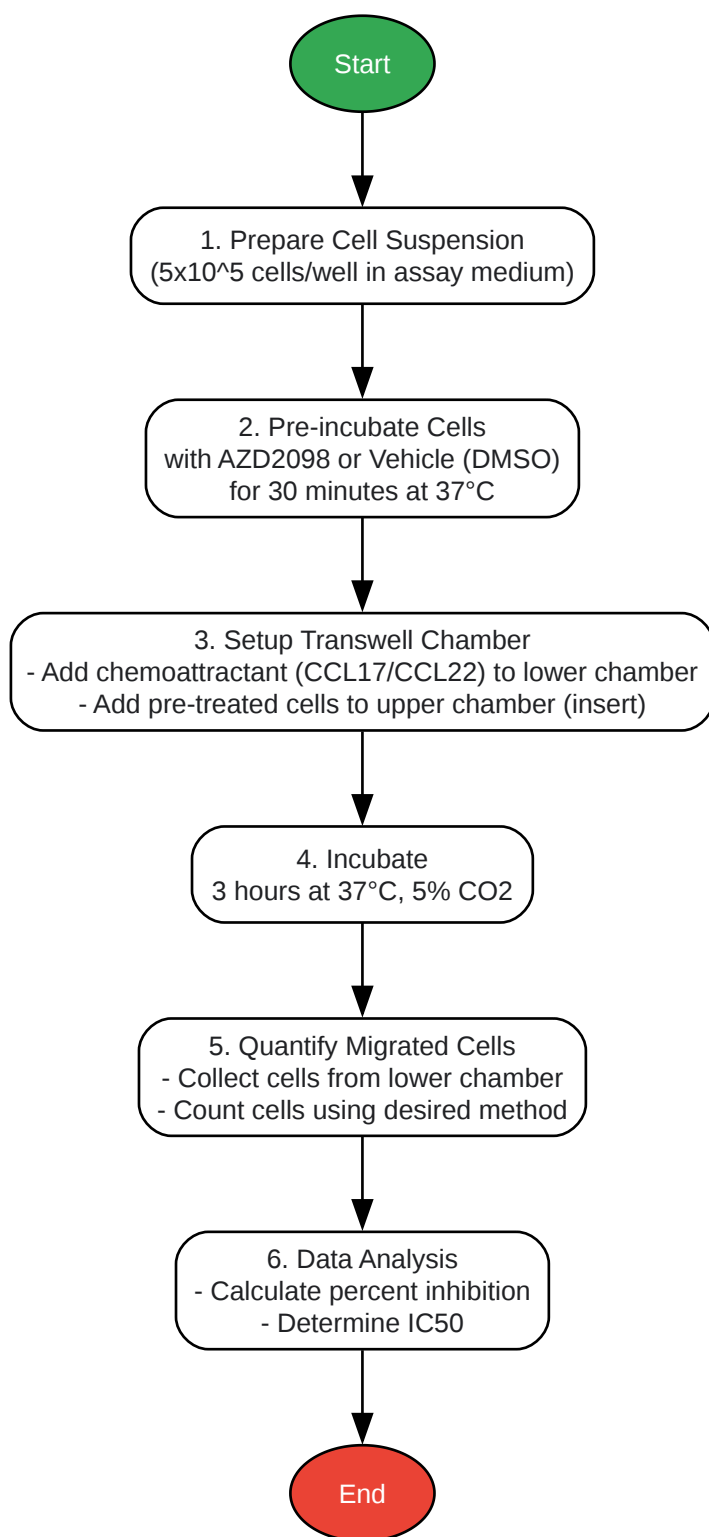 Start
1. Prepare Cell Suspension
(5x10^5 cells/well in assay medium)
2. Pre-incubate Cells
with AZD2098 or Vehicle (DMSO)
for 30 minutes at 37°C
3. Setup Transwell Chamber
- Add chemoattractant (CCL17/CCL22) to lower chamber
- Add pre-treated cells to upper chamber (insert)
4. Incubate
3 hours at 37°C, 5% CO2
5. Quantify Migrated Cells
- Collect cells from lower chamber
- Count cells using desired method
6. Data Analysis
- Calculate percent inhibition
- Determine IC50
End